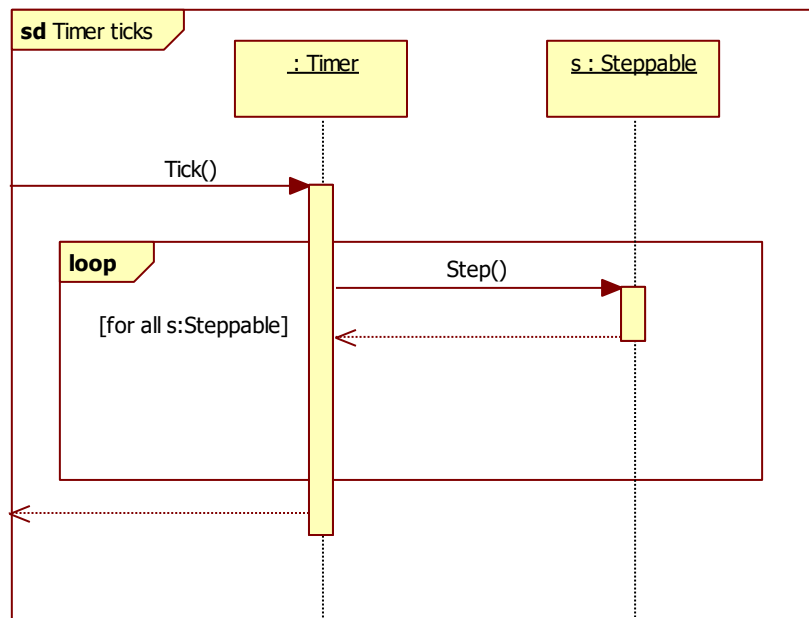 sd Timer ticks
: Timer
s : Steppable
Tick()
loop
Step()
[for all s:Steppable]